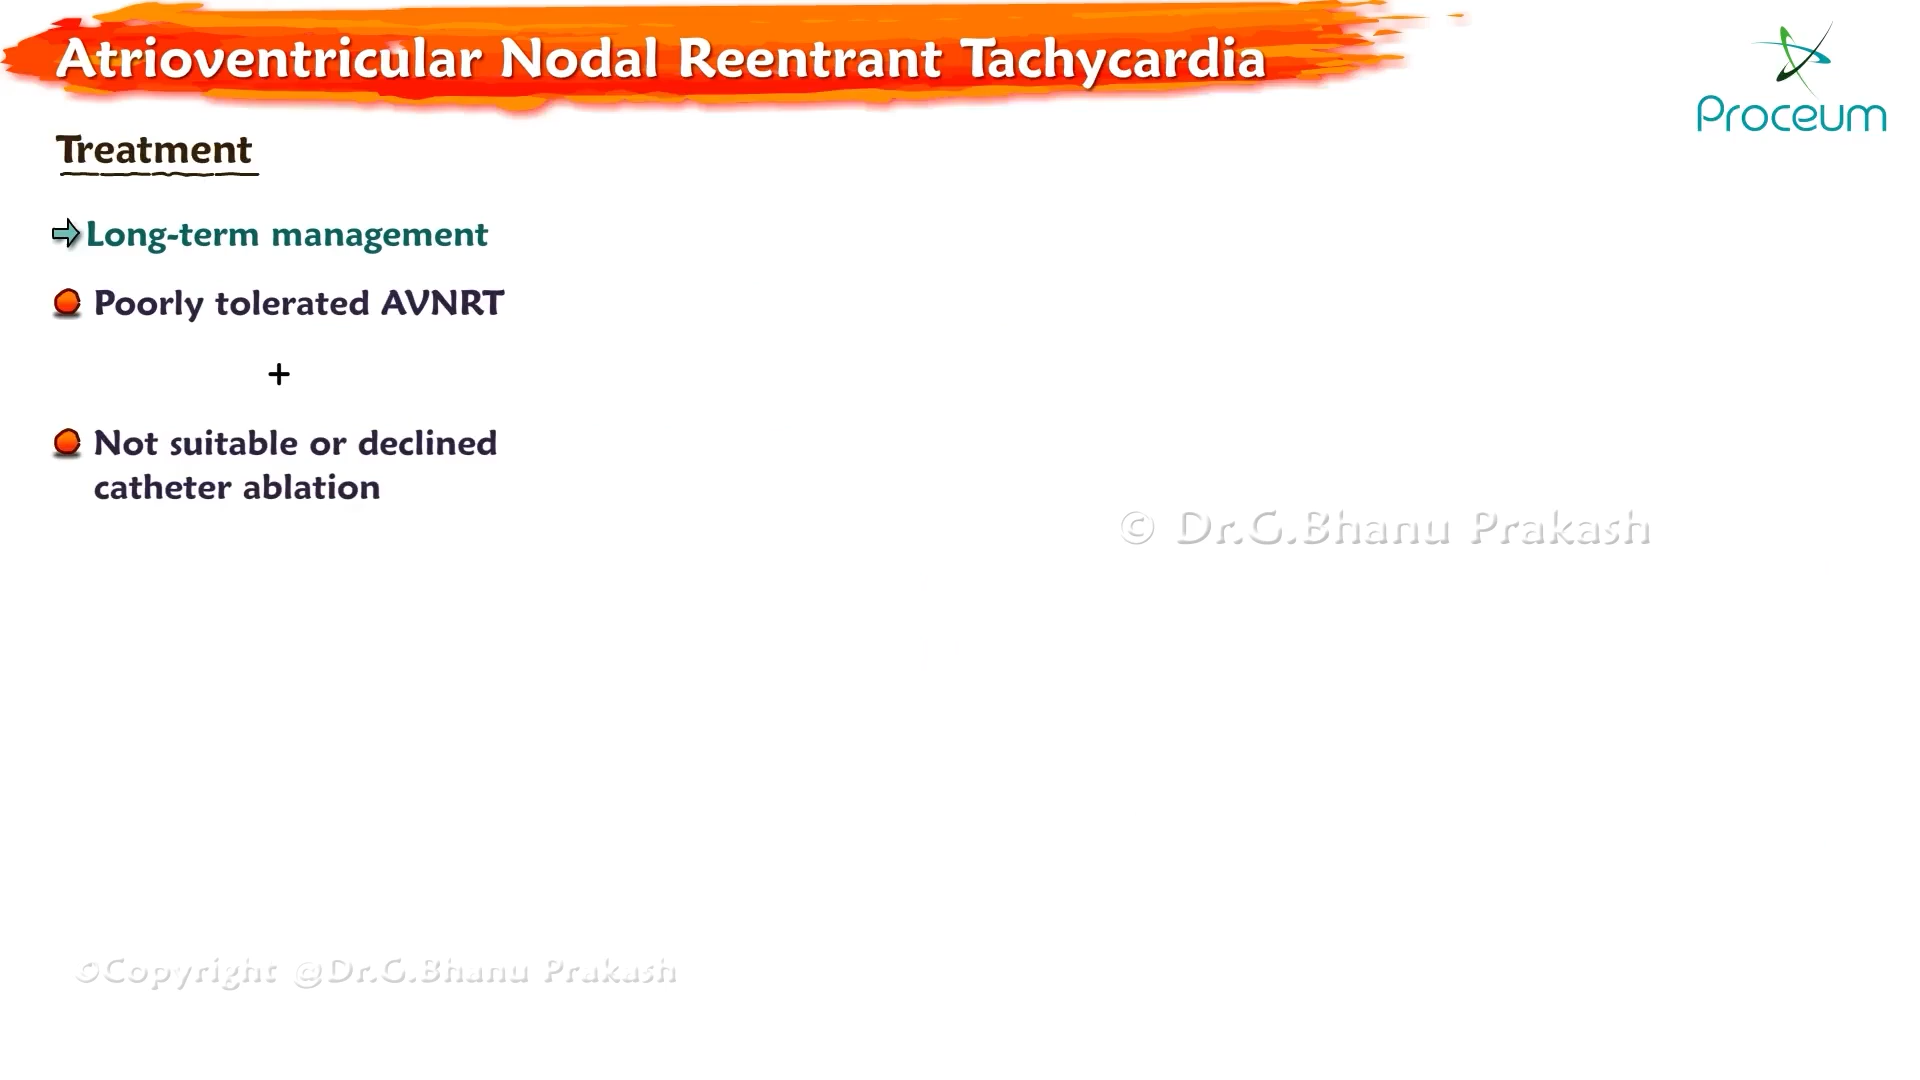 Atrioventricular Nodal Reentrant Tachycardia
Proceum
Treatment
Long-term management
Poorly tolerated AVNRT
+
Not suitable or declined
catheter ablation
© Dr.G.Bhanu Prakash
©Copyright @Dr.G.Bhanu Prakash